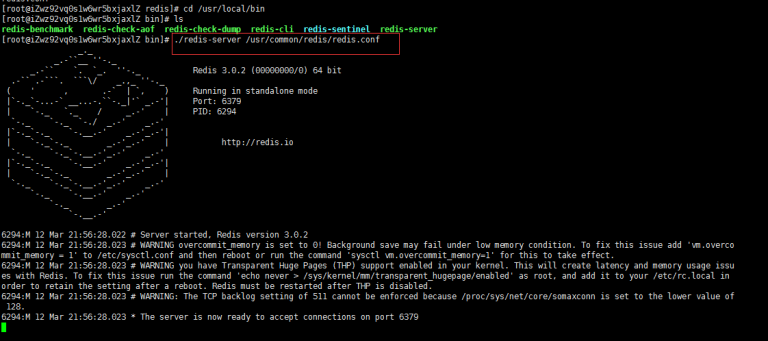 [root@iZwz92vq0s1w6wr5bxjaxlZ redis]# cd /usr/local/bin
[root@iZwz92vq0s1w6wr5bxjaxlZ bin]# ls
redis-benchmark redis-check-aof redis-check-dump redis-cli redis-sentinel redis-server
[root@iZwz92vq0s1w6wr5bxjaxlZ bin]# ./redis-server /usr/common/redis/redis.conf
Redis 3.0.2 (00000000/0) 64 bit
Running in standalone mode
Port: 6379
PID: 6294
http://redis.io
6294:M 12 Mar 21:56:28.022 # Server started, Redis version 3.0.2
6294:M 12 Mar 21:56:28.023 # WARNING overcommit_memory is set to 0! Background save may fail under low memory condition. To fix this issue add 'vm.overco
mmit_memory = 1' to /etc/sysctl.conf and then reboot or run the command 'sysctl vm.overcommit_memory=1' for this to take effect.
6294:M 12 Mar 21:56:28.023 # WARNING you have Transparent Huge Pages (THP) support enabled in your kernel. This will create latency and memory usage issu
es with Redis. To fix this issue run the command 'echo never > /sys/kernel/mm/transparent_hugepage/enabled' as root, and add it to your /etc/rc.local in
order to retain the setting after a reboot. Redis must be restarted after THP is disabled.
6294:M 12 Mar 21:56:28.023 # WARNING: The TCP backlog setting of 511 cannot be enforced because /proc/sys/net/core/somaxconn is set to the lower value of
128.
6294:M 12 Mar 21:56:28.023 * The server is now ready to accept connections on port 6379